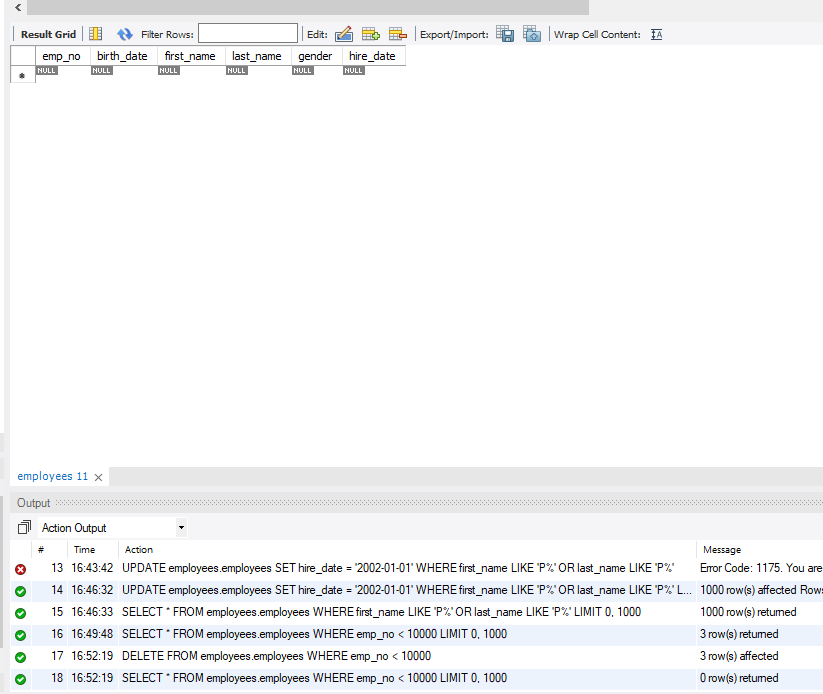 Result Grid Filter Rows: Edit: Export/Import: Wrap Cell Content:
emp_no birth_date first_name last_name gender hire_date
NULL NULL NULL NULL NULL NULL
employees 11
Output
Action Output
# Time Action Message
13 16:43:42 UPDATE employees.employees SET hire_date = '2002-01-01' WHERE first_name LIKE 'P%' OR last_name LIKE 'P%' Error Code: 1175. You are
14 16:46:32 UPDATE employees.employees SET hire_date = '2002-01-01' WHERE first_name LIKE 'P%' OR last_name LIKE 'P%' L... 1000 row(s) affected Rows
15 16:46:33 SELECT * FROM employees.employees WHERE first_name LIKE 'P%' OR last_name LIKE 'P%' LIMIT 0, 1000 1000 row(s) returned
16 16:49:48 SELECT * FROM employees.employees WHERE emp_no < 10000 LIMIT 0, 1000 3 row(s) returned
17 16:52:19 DELETE FROM employees.employees WHERE emp_no < 10000 3 row(s) affected
18 16:52:19 SELECT * FROM employees.employees WHERE emp_no < 10000 LIMIT 0, 1000 0 row(s) returned